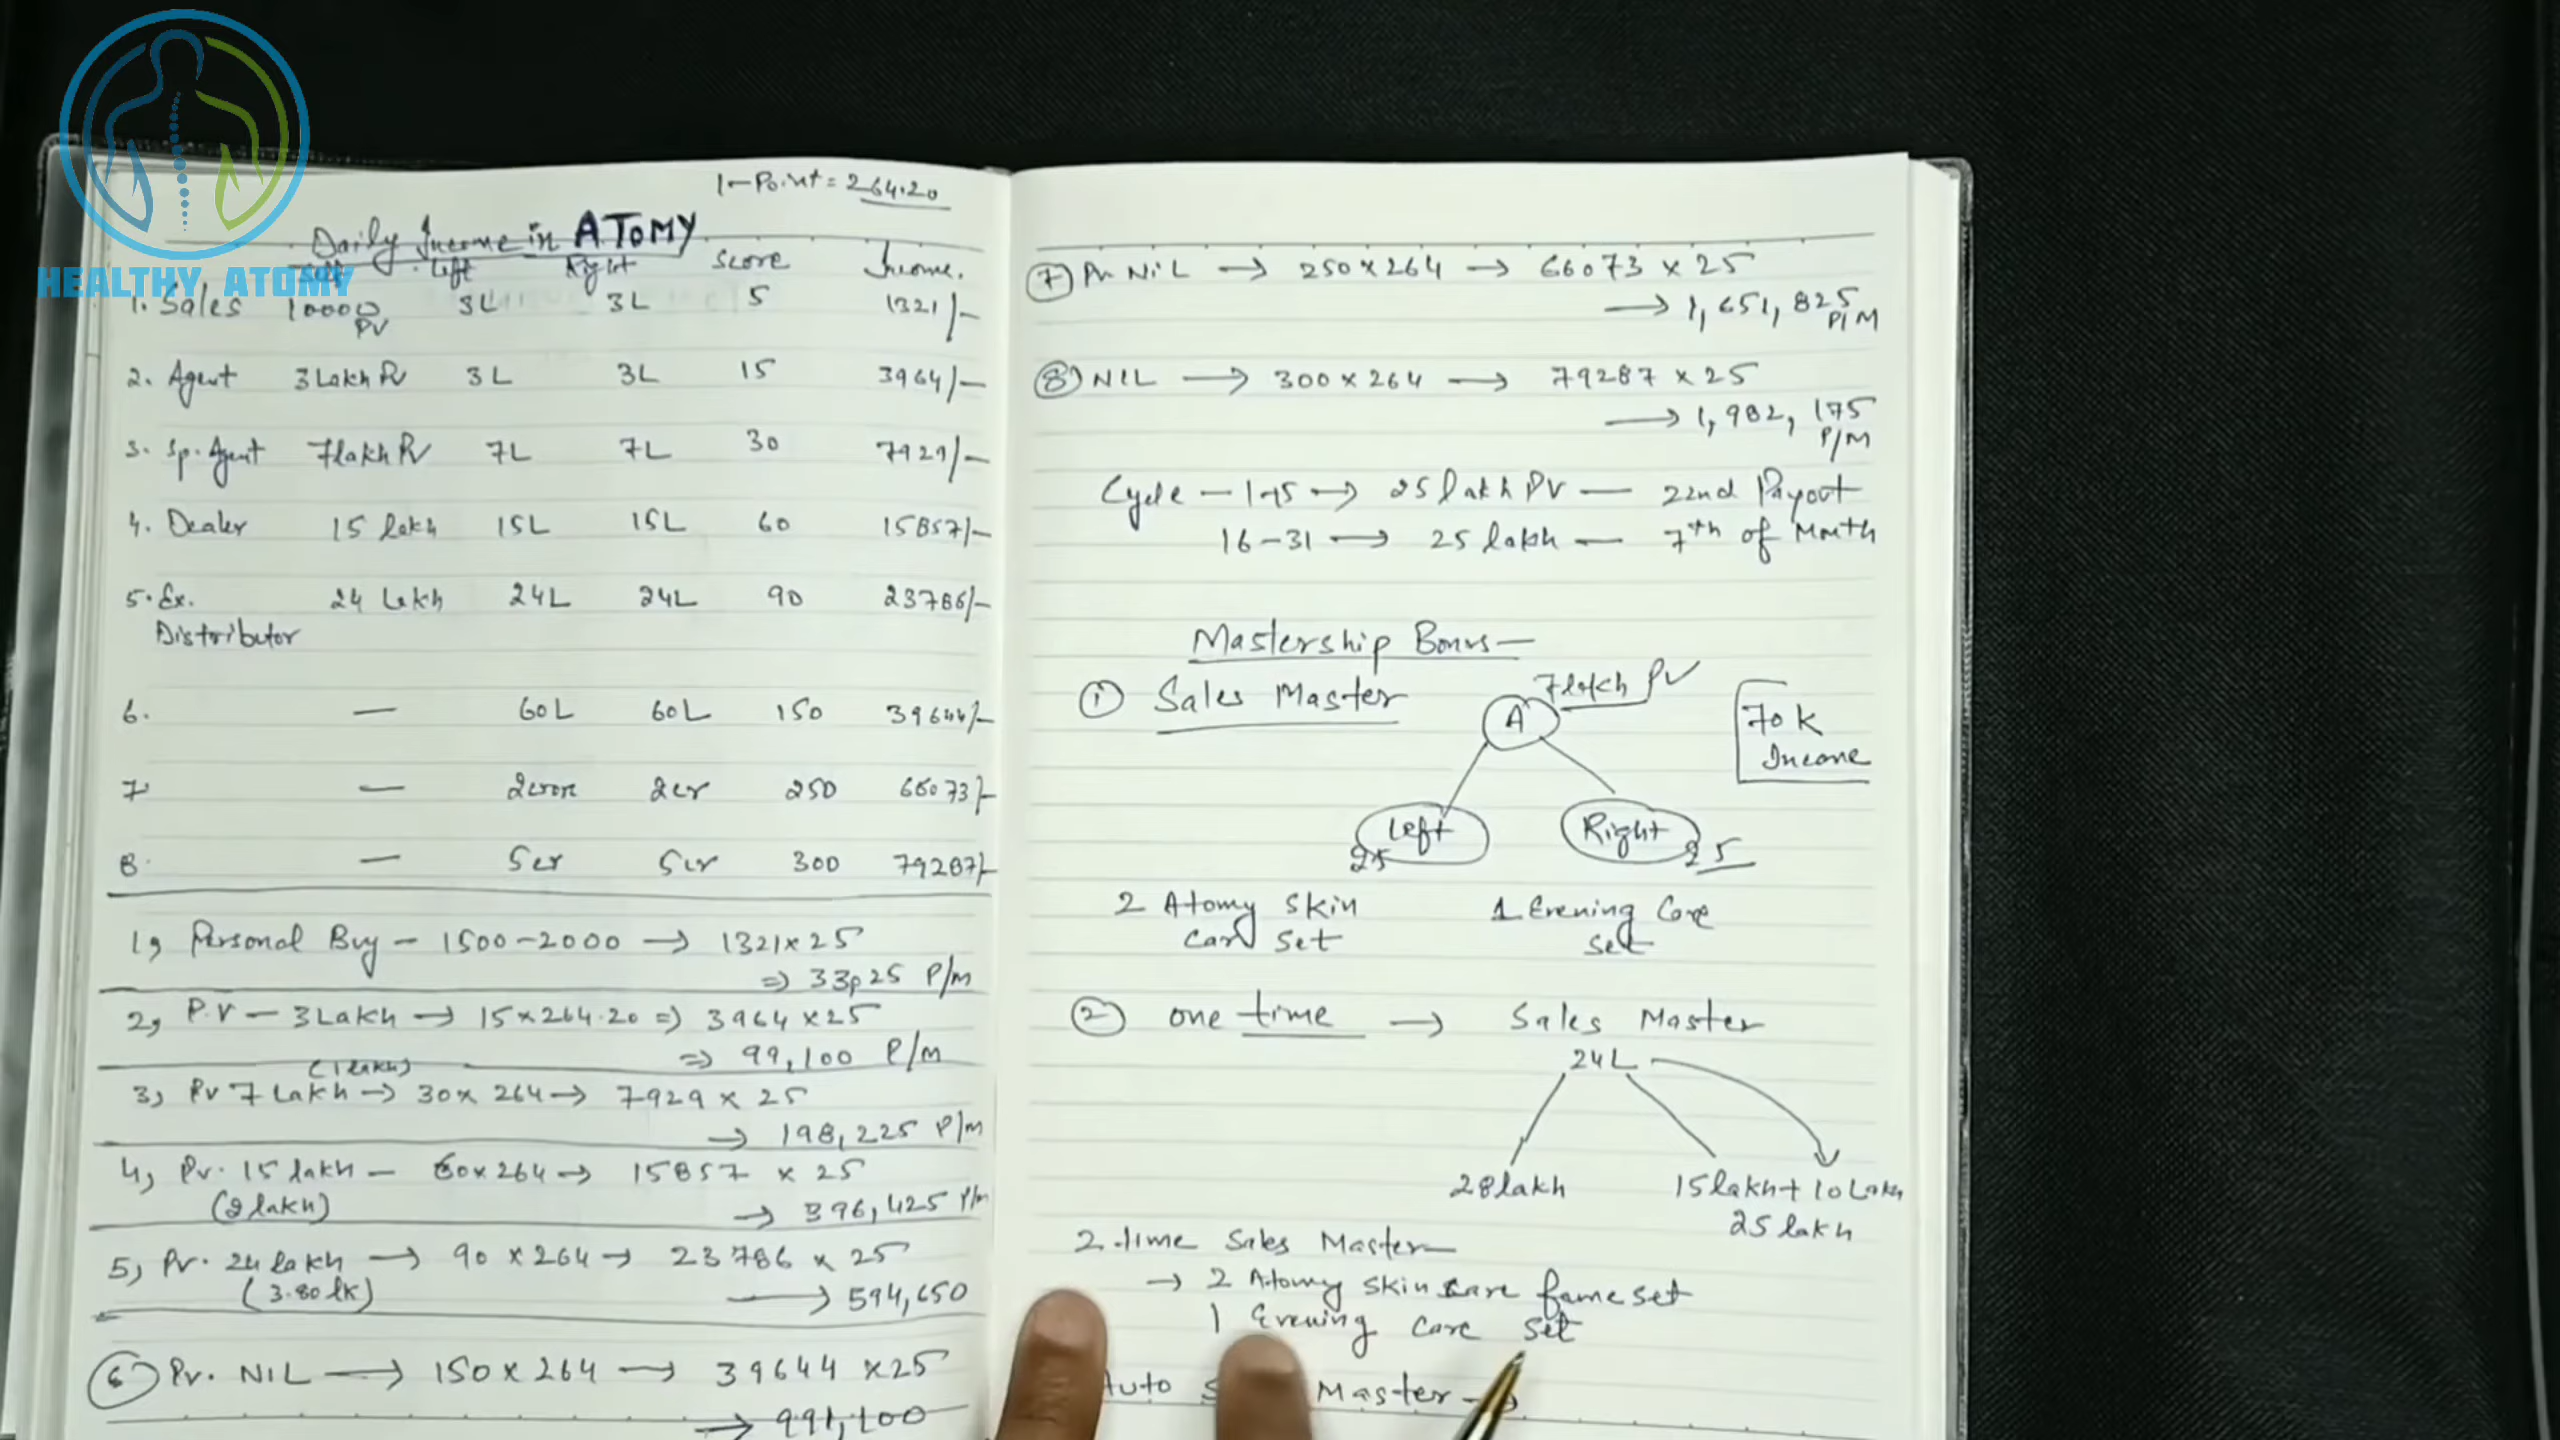 HEALTHY ATOMY
1-Point = 264.20
Daily Income in ATOMY
Left Right Score Income.
1. Sales 10000 PV 3L 3L 5 1321/-
2. Agent 3 Lakh PV 3L 3L 15 3964/-
3. Sp. Agent 7 lakh PV 7L 7L 30 7929/-
4. Dealer 15 lakh 15L 15L 60 15857/-
5. Ex. Distributor 24 Lakh 24L 24L 90 23786/-
6. — 60L 60L 150 39644/-
7 — 2crore 2cr 250 66073/-
8. — 5cr 5cr 300 79287/-
1, Personal Buy - 1500-2000 → 1321 x 25
⇒ 33,025 P/m
2, P.V - 3 Lakh → 15 x 264.20 ⇒ 3964 x 25
⇒ 99,100 P/m
(1 lakh)
3, PV 7 Lakh → 30 x 264 → 7929 x 25
→ 198,225 P/m
4, Pv. 15 lakh - 60 x 264 → 15857 x 25
(2 lakh) → 396,425 P/m
5, Pv. 24 lakh → 90 x 264 → 23786 x 25
(3.80 lk) → 594,650
6 Pv. NIL → 150 x 264 → 39644 x 25
→ 991,100
7 Pv NiL → 250 x 264 → 66073 x 25
→ 1,651,825 P/M
8 NIL → 300 x 264 → 79287 x 25
→ 1,982,175 P/M
Cycle - 1-15 → 25 lakh PV — 22nd Payout
16-31 → 25 lakh — 7th of Month
Mastership Bonus —
1 Sales Master
7 lakh PV
A
70 K
Income
Left Right
25 25
2 Atomy Skin Care Set
1 Evening Care Set
2 one time → Sales Master
24L
28 lakh 15 lakh + 10 Lakh
25 lakh
2 time Sales Master —
→ 2 Atomy Skin care fame set
1 Evening Care Set
Auto Master →